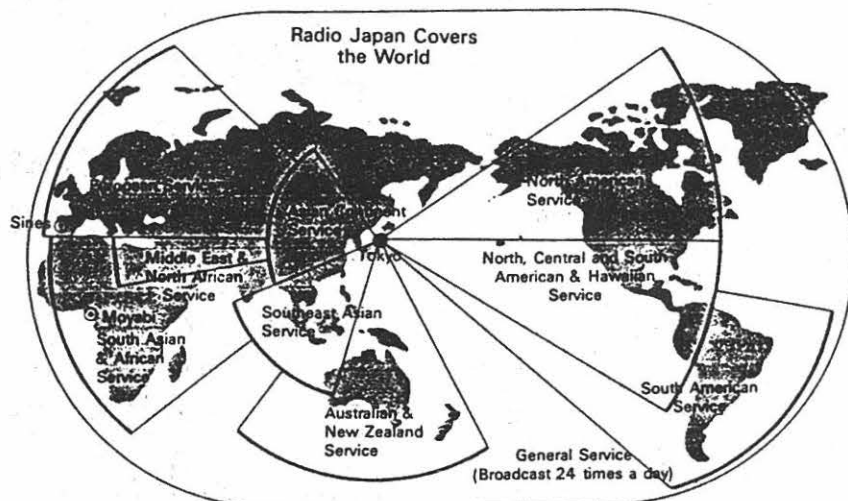 Radio Japan Covers
the World
European Service
Sines
Asian Continent
Service
North American
Service
Tokyo
Middle East &
North African
Service
North, Central and South
American & Hawaiian
Service
Moyabi
South Asian
& African
Service
Southeast Asian
Service
South American
Service
Australian &
New Zealand
Service
General Service
(Broadcast 24 times a day)